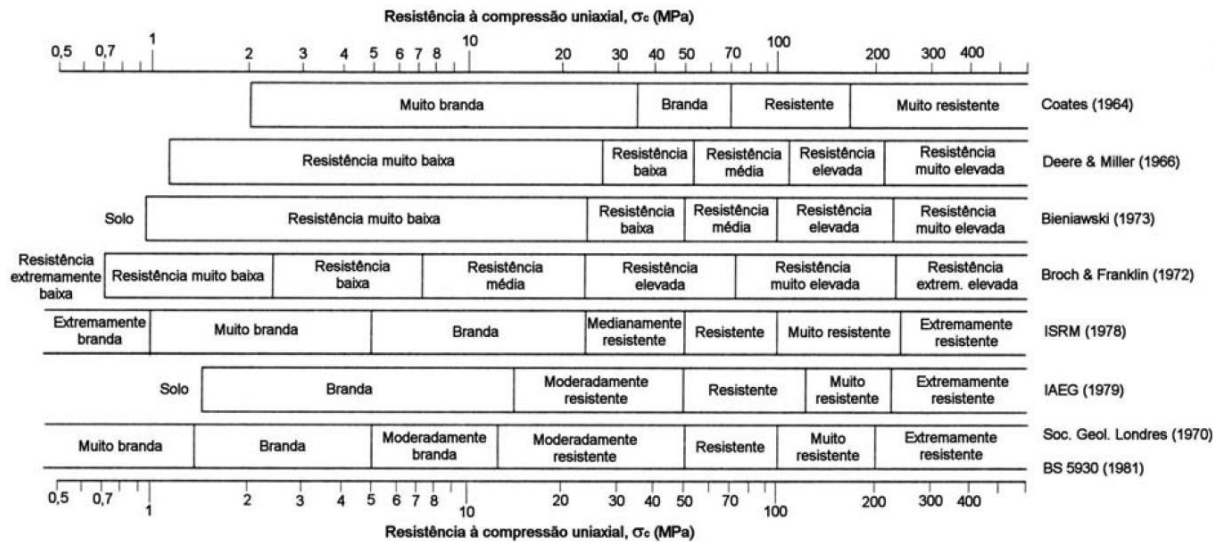 Resistência à compressão uniaxial, σc (MPa)
0,5 0,7 1 2 3 4 5 6 7 8 10 20 30 40 50 70 100 200 300 400
Muito branda Branda Resistente Muito resistente Coates (1964)
Resistência muito baixa Resistência baixa Resistência média Resistência elevada Resistência muito elevada Deere & Miller (1966)
Solo Resistência muito baixa Resistência baixa Resistência média Resistência elevada Resistência muito elevada Bieniawski (1973)
Resistência extremamente baixa Resistência muito baixa Resistência baixa Resistência média Resistência elevada Resistência muito elevada Resistência extrem. elevada Broch & Franklin (1972)
Extremamente branda Muito branda Branda Medianamente resistente Resistente Muito resistente Extremamente resistente ISRM (1978)
Solo Branda Moderadamente resistente Resistente Muito resistente Extremamente resistente IAEG (1979)
Muito branda Branda Moderadamente branda Moderadamente resistente Resistente Muito resistente Extremamente resistente Soc. Geol. Londres (1970)
BS 5930 (1981)
0,5 0,7 1 2 3 4 5 6 7 8 10 20 30 40 50 70 100 200 300 400
Resistência à compressão uniaxial, σc (MPa)